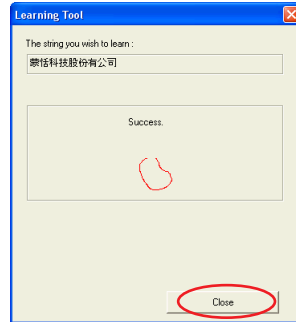 Learning Tool
The string you wish to learn :
蒙恬科技股份有公司
Success.
Close